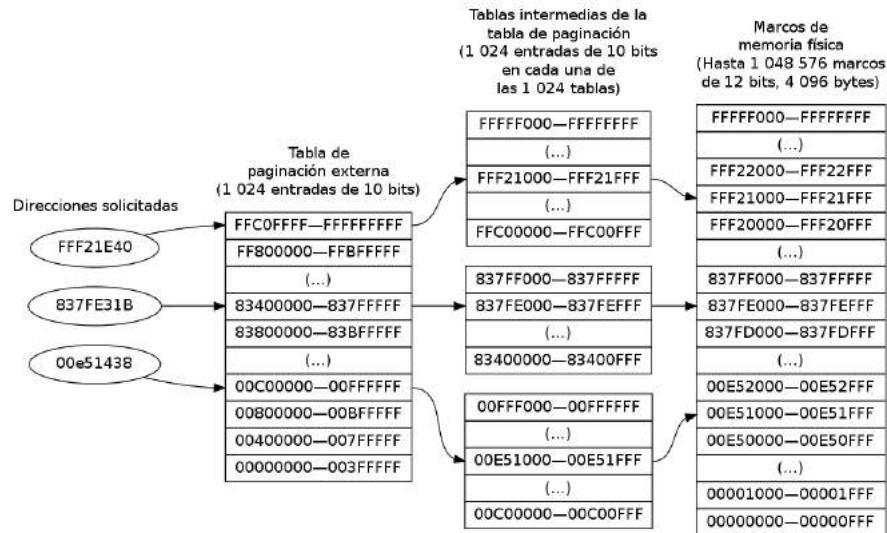 Direcciones solicitadas
FFF21E40
837FE31B
00e51438
Tabla de
paginación externa
(1 024 entradas de 10 bits)
FFC0FFFF—FFFFFFFFF
FF800000—FFBFFFFF
(...)
83400000—837FFFFF
83800000—83BFFFFF
(...)
00C00000—00FFFFFF
00800000—00BFFFFF
00400000—007FFFFF
00000000—003FFFFF
Tablas intermedias de la
tabla de paginación
(1 024 entradas de 10 bits
en cada una de
las 1 024 tablas)
FFFFF000—FFFFFFFF
(...)
FFF21000—FFF21FFF
(...)
FFC00000—FFC00FFF
837FF000—837FFFFF
837FE000—837FEFFF
(...)
83400000—83400FFF
00FFF000—00FFFFFF
(...)
00E51000—00E51FFF
(...)
00C00000—00C00FFF
Marcos de
memoria física
(Hasta 1 048 576 marcos
de 12 bits, 4 096 bytes)
FFFFF000—FFFFFFFF
(...)
FFF22000—FFF22FFF
FFF21000—FFF21FFF
FFF20000—FFF20FFF
(...)
837FF000—837FFFFF
837FE000—837FEFFF
837FD000—837FDFFF
(...)
00E52000—00E52FFF
00E51000—00E51FFF
00E50000—00E50FFF
(...)
00001000—00001FFF
00000000—00000FFF